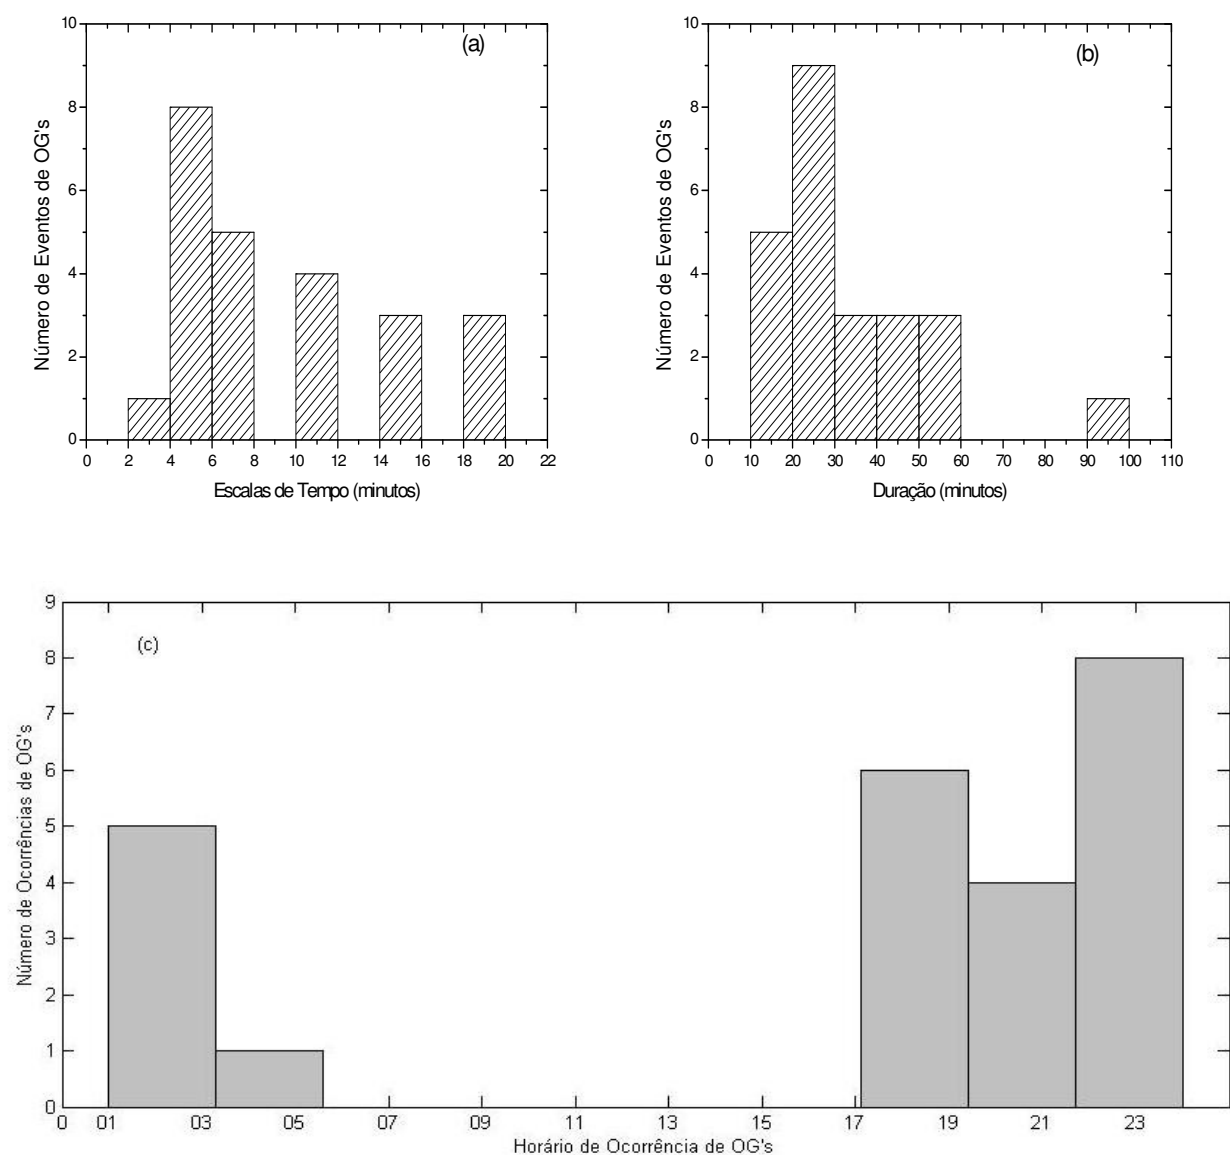 (a)
Número de Eventos de OG's
10
8
6
4
2
0
0 2 4 6 8 10 12 14 16 18 20 22
Escalas de Tempo (minutos)
(b)
Número de Eventos de OG's
10
8
6
4
2
0
0 10 20 30 40 50 60 70 80 90 100 110
Duração (minutos)
(c)
Número de Ocorrências de OG's
9
8
7
6
5
4
3
2
1
0
0 01 03 05 07 09 11 13 15 17 19 21 23
Horário de Ocorrência de OG's